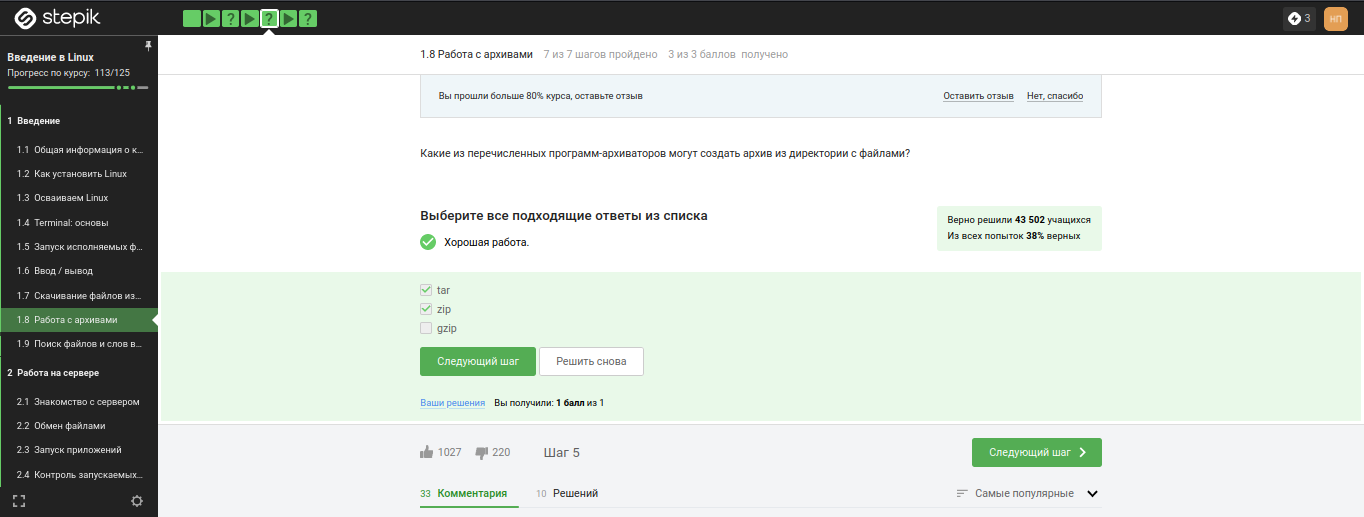 stepik
? ? ?
3
НП
Введение в Linux
Прогресс по курсу: 113/125
1.8 Работа с архивами 7 из 7 шагов пройдено 3 из 3 баллов получено
Вы прошли больше 80% курса, оставьте отзыв Оставить отзыв Нет, спасибо
1 Введение
1.1 Общая информация о к...
1.2 Как установить Linux
1.3 Осваиваем Linux
1.4 Terminal: основы
1.5 Запуск исполняемых ф...
1.6 Ввод / вывод
1.7 Скачивание файлов из...
1.8 Работа с архивами
1.9 Поиск файлов и слов в...
2 Работа на сервере
2.1 Знакомство с сервером
2.2 Обмен файлами
2.3 Запуск приложений
2.4 Контроль запускаемых...
Какие из перечисленных программ-архиваторов могут создать архив из директории с файлами?
Выберите все подходящие ответы из списка
Хорошая работа.
Верно решили 43 502 учащихся
Из всех попыток 38% верных
tar
zip
gzip
Следующий шаг Решить снова
Ваши решения Вы получили: 1 балл из 1
1027 220 Шаг 5 Следующий шаг
33 Комментария 10 Решений Самые популярные